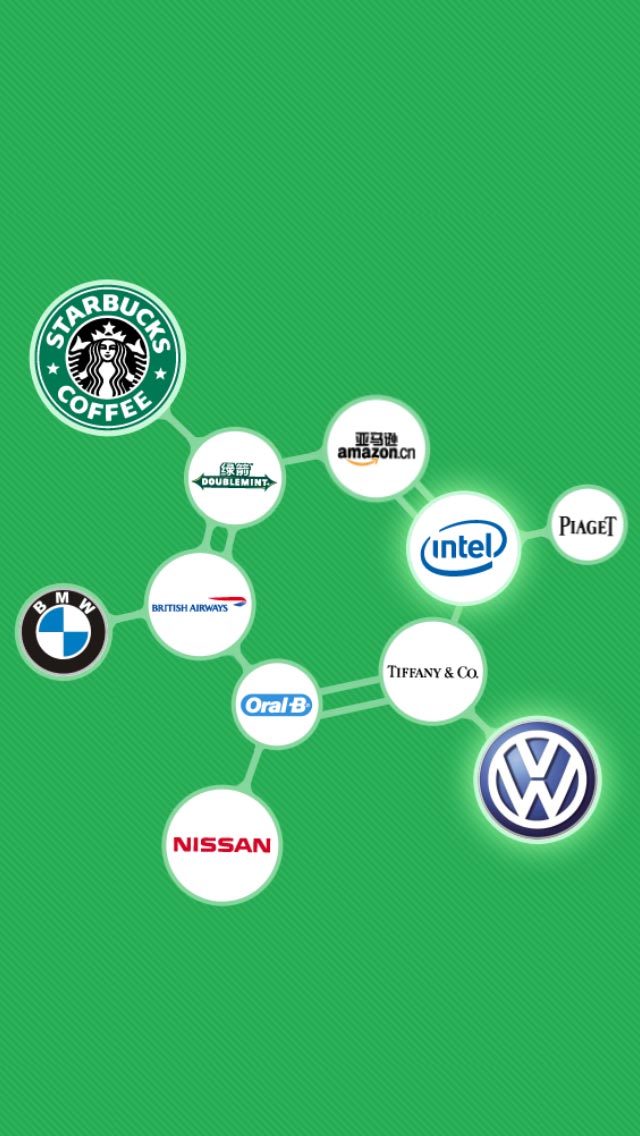 STARBUCKS
COFFEE
亚马逊
amazon.cn
绿箭
DOUBLEMINT
PIAGET
intel
BMW
BRITISH AIRWAYS
TIFFANY & CO.
Oral-B
NISSAN